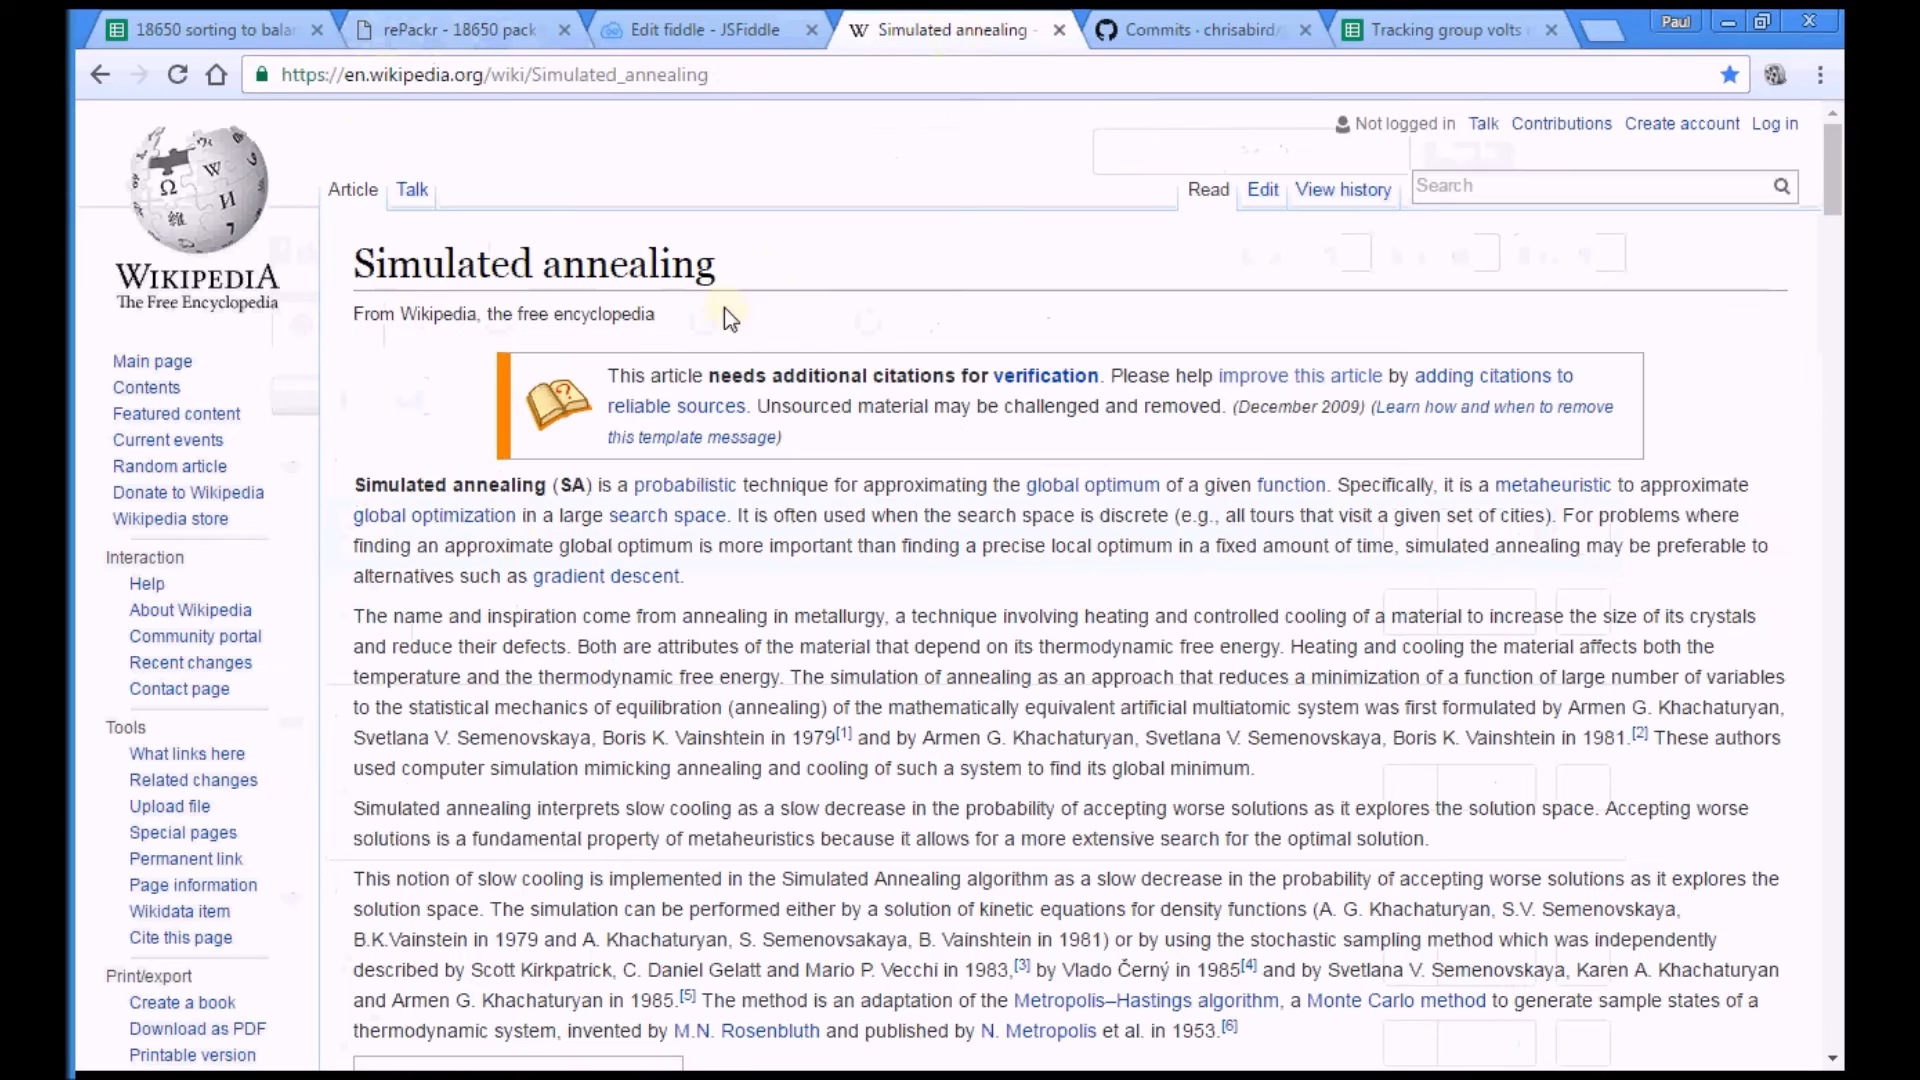 18650 sorting to bala
rePackr - 18650 pack
Edit fiddle - JSFiddle
Simulated annealing -
Commits · chrisabird/
Tracking group volts
Paul
https://en.wikipedia.org/wiki/Simulated_annealing
Not logged in Talk Contributions Create account Log in
Article Talk
Read Edit View history
Search
WIKIPEDIA
The Free Encyclopedia
Main page
Contents
Featured content
Current events
Random article
Donate to Wikipedia
Wikipedia store
Interaction
Help
About Wikipedia
Community portal
Recent changes
Contact page
Tools
What links here
Related changes
Upload file
Special pages
Permanent link
Page information
Wikidata item
Cite this page
Print/export
Create a book
Download as PDF
Printable version
Simulated annealing
From Wikipedia, the free encyclopedia
This article needs additional citations for verification. Please help improve this article by adding citations to
reliable sources. Unsourced material may be challenged and removed. (December 2009) (Learn how and when to remove
this template message)
Simulated annealing (SA) is a probabilistic technique for approximating the global optimum of a given function. Specifically, it is a metaheuristic to approximate
global optimization in a large search space. It is often used when the search space is discrete (e.g., all tours that visit a given set of cities). For problems where
finding an approximate global optimum is more important than finding a precise local optimum in a fixed amount of time, simulated annealing may be preferable to
alternatives such as gradient descent.
The name and inspiration come from annealing in metallurgy, a technique involving heating and controlled cooling of a material to increase the size of its crystals
and reduce their defects. Both are attributes of the material that depend on its thermodynamic free energy. Heating and cooling the material affects both the
temperature and the thermodynamic free energy. The simulation of annealing as an approach that reduces a minimization of a function of large number of variables
to the statistical mechanics of equilibration (annealing) of the mathematically equivalent artificial multiatomic system was first formulated by Armen G. Khachaturyan,
Svetlana V. Semenovskaya, Boris K. Vainshtein in 1979[1] and by Armen G. Khachaturyan, Svetlana V. Semenovskaya, Boris K. Vainshtein in 1981.[2] These authors
used computer simulation mimicking annealing and cooling of such a system to find its global minimum.
Simulated annealing interprets slow cooling as a slow decrease in the probability of accepting worse solutions as it explores the solution space. Accepting worse
solutions is a fundamental property of metaheuristics because it allows for a more extensive search for the optimal solution.
This notion of slow cooling is implemented in the Simulated Annealing algorithm as a slow decrease in the probability of accepting worse solutions as it explores the
solution space. The simulation can be performed either by a solution of kinetic equations for density functions (A. G. Khachaturyan, S.V. Semenovskaya,
B.K.Vainstein in 1979 and A. Khachaturyan, S. Semenovsakaya, B. Vainshtein in 1981) or by using the stochastic sampling method which was independently
described by Scott Kirkpatrick, C. Daniel Gelatt and Mario P. Vecchi in 1983,[3] by Vlado Černý in 1985[4] and by Svetlana V. Semenovskaya, Karen A. Khachaturyan
and Armen G. Khachaturyan in 1985.[5] The method is an adaptation of the Metropolis–Hastings algorithm, a Monte Carlo method to generate sample states of a
thermodynamic system, invented by M.N. Rosenbluth and published by N. Metropolis et al. in 1953.[6]